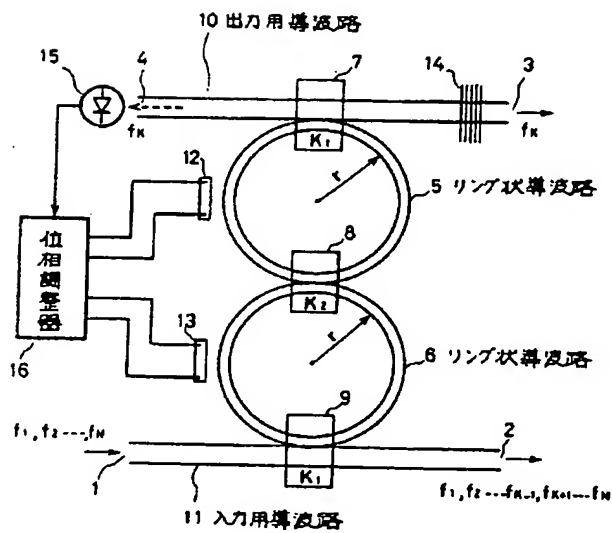 10 出力用導波路
15
4
7
14
3
fK
fK
K1
12
r
5 リング状導波路
位相調整器
16
8
K2
13
r
6 リング状導波路
9
f1, f2 ---, fN
1
K1
2
11 入力用導波路
f1, f2 --- fK-1, fK+1 --- fN